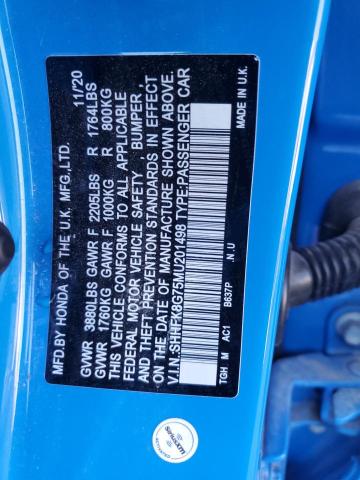 MFD.BY HONDA OF THE U.K. MFG.,LTD. 11/20
GVWR 3880LBS GAWR F 2205LBS R 1764LBS
GVWR 1760KG GAWR F 1000KG R 800KG
THIS VEHICLE CONFORMS TO ALL APPLICABLE
FEDERAL MOTOR VEHICLE SAFETY , BUMPER ,
AND THEFT PREVENTION STANDARDS IN EFFECT
ON THE DATE OF MANUFACTURE SHOWN ABOVE.
V.I.N.:SHHFK8G75MU201498 TYPE:PASSENGER CAR
MADE IN U.K.
TGH M AC1 B637P .N,U
SiriusXM